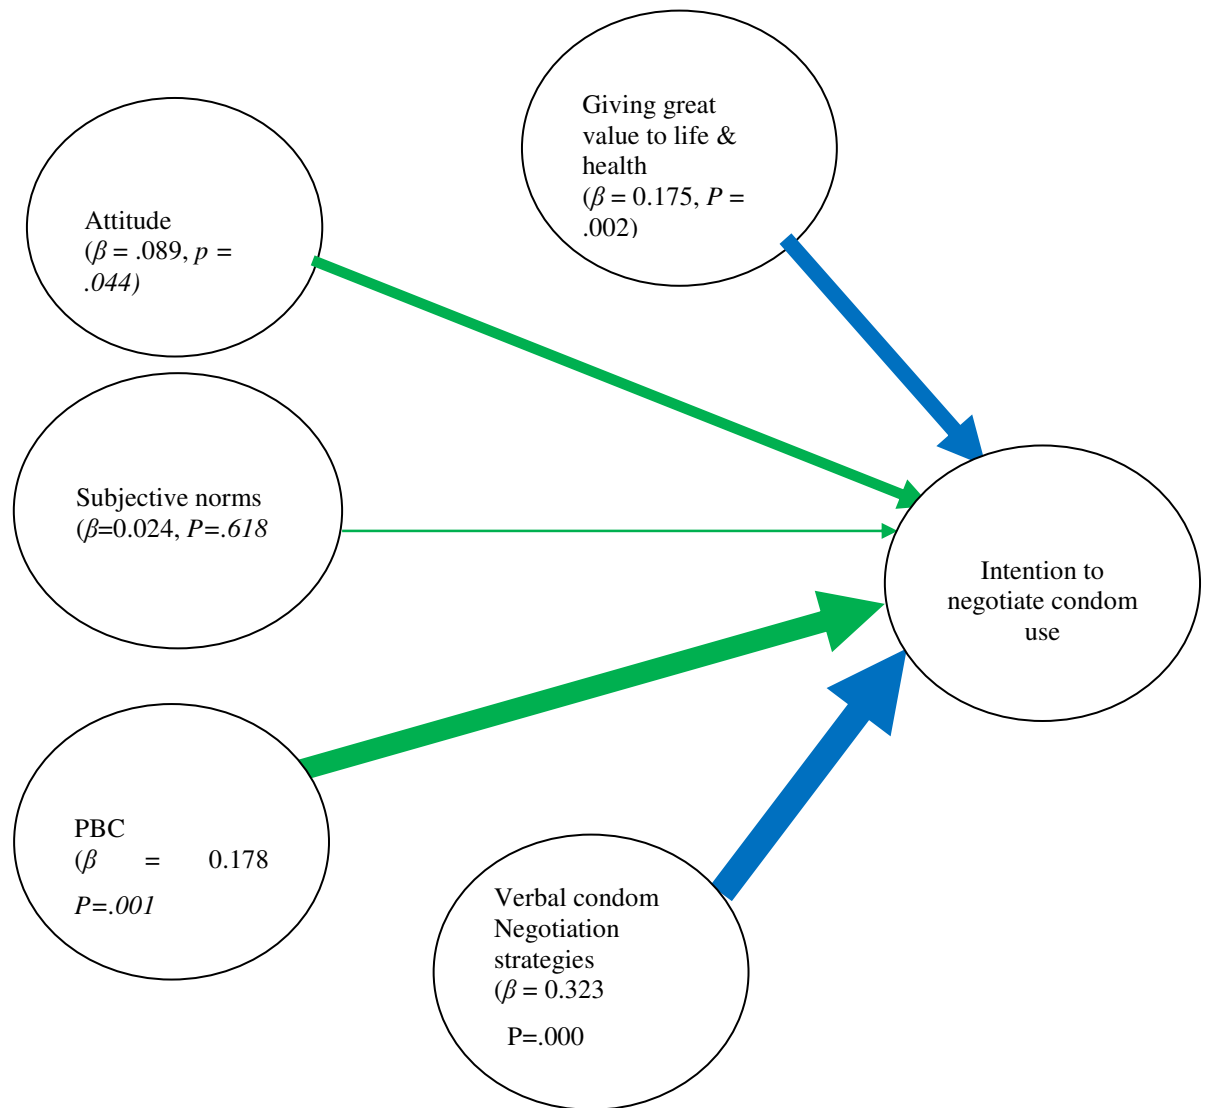 Giving great
value to life &
health
(β = 0.175, P =
.002)
Attitude
(β = .089, p =
.044)
Subjective norms
(β=0.024, P=.618
Intention to
negotiate condom
use
PBC
(β = 0.178
P=.001
Verbal condom
Negotiation
strategies
(β = 0.323
P=.000